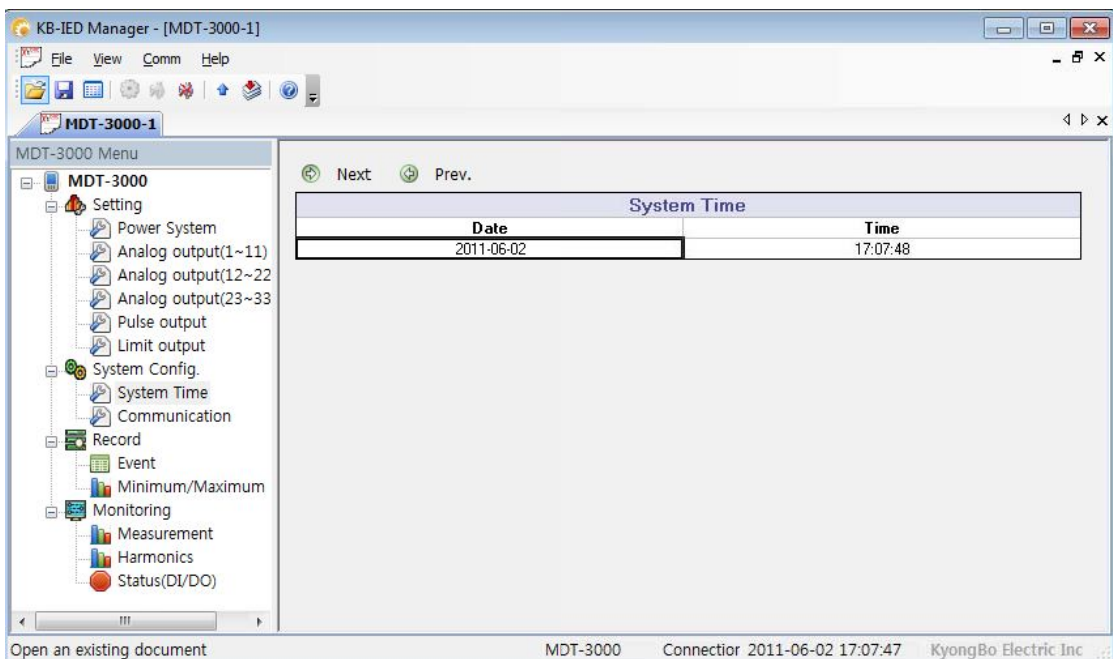 KB-IED Manager - [MDT-3000-1]
File View Comm Help
MDT-3000-1
MDT-3000 Menu
MDT-3000
Setting
Power System
Analog output(1~11)
Analog output(12~22
Analog output(23~33
Pulse output
Limit output
System Config.
System Time
Communication
Record
Event
Minimum/Maximum
Monitoring
Measurement
Harmonics
Status(DI/DO)
Next Prev.
System Time
Date Time
2011-06-02 17:07:48
Open an existing document MDT-3000 Connectior 2011-06-02 17:07:47 KyongBo Electric Inc